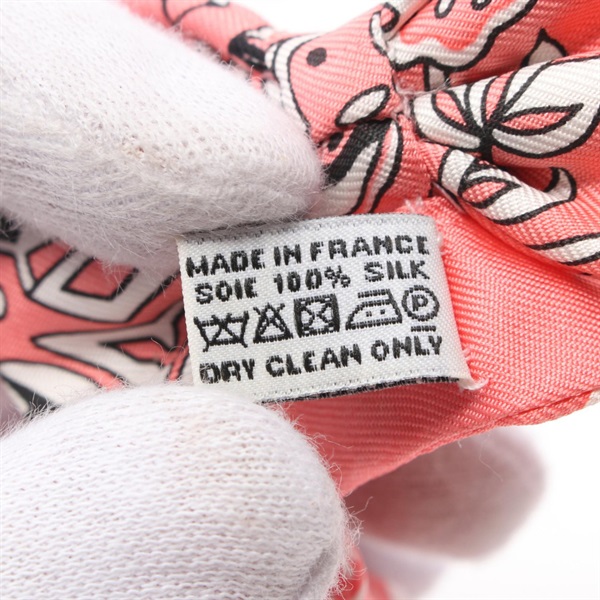 MADE IN FRANCE
SOIE 100% SILK
P
DRY CLEAN ONLY